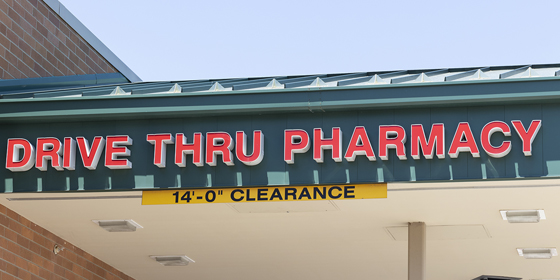 DRIVE THRU PHARMACY
14'-0" CLEARANCE